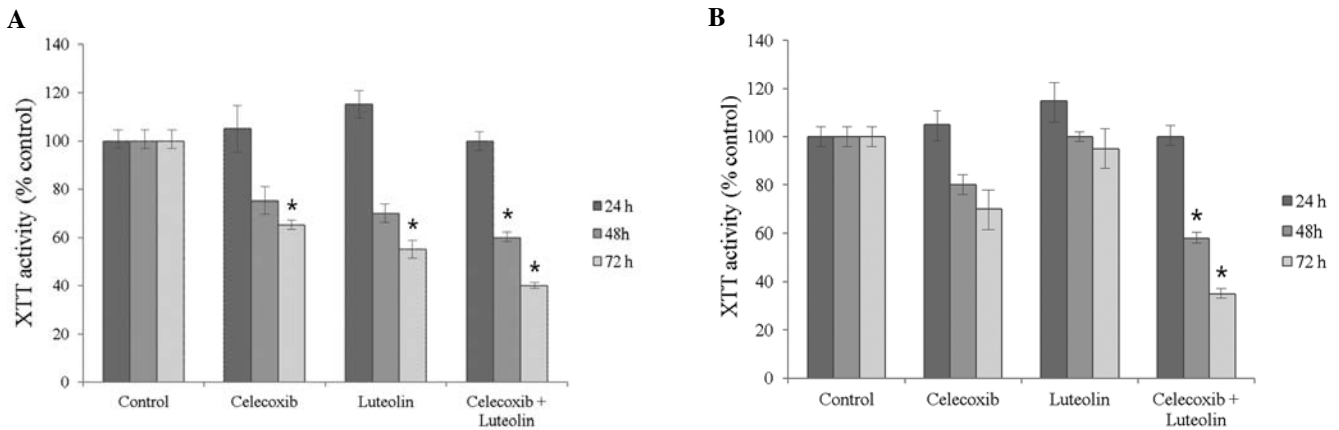 A
XTT activity (% control)
140
120
100
80
60
40
20
0
*
*
*
*
Control
Celecoxib
Luteolin
Celecoxib +
Luteolin
24 h
48h
72 h
B
XTT activity (% control)
140
120
100
80
60
40
20
0
*
*
Control
Celecoxib
Luteolin
Celecoxib +
Luteolin
24 h
48h
72 h